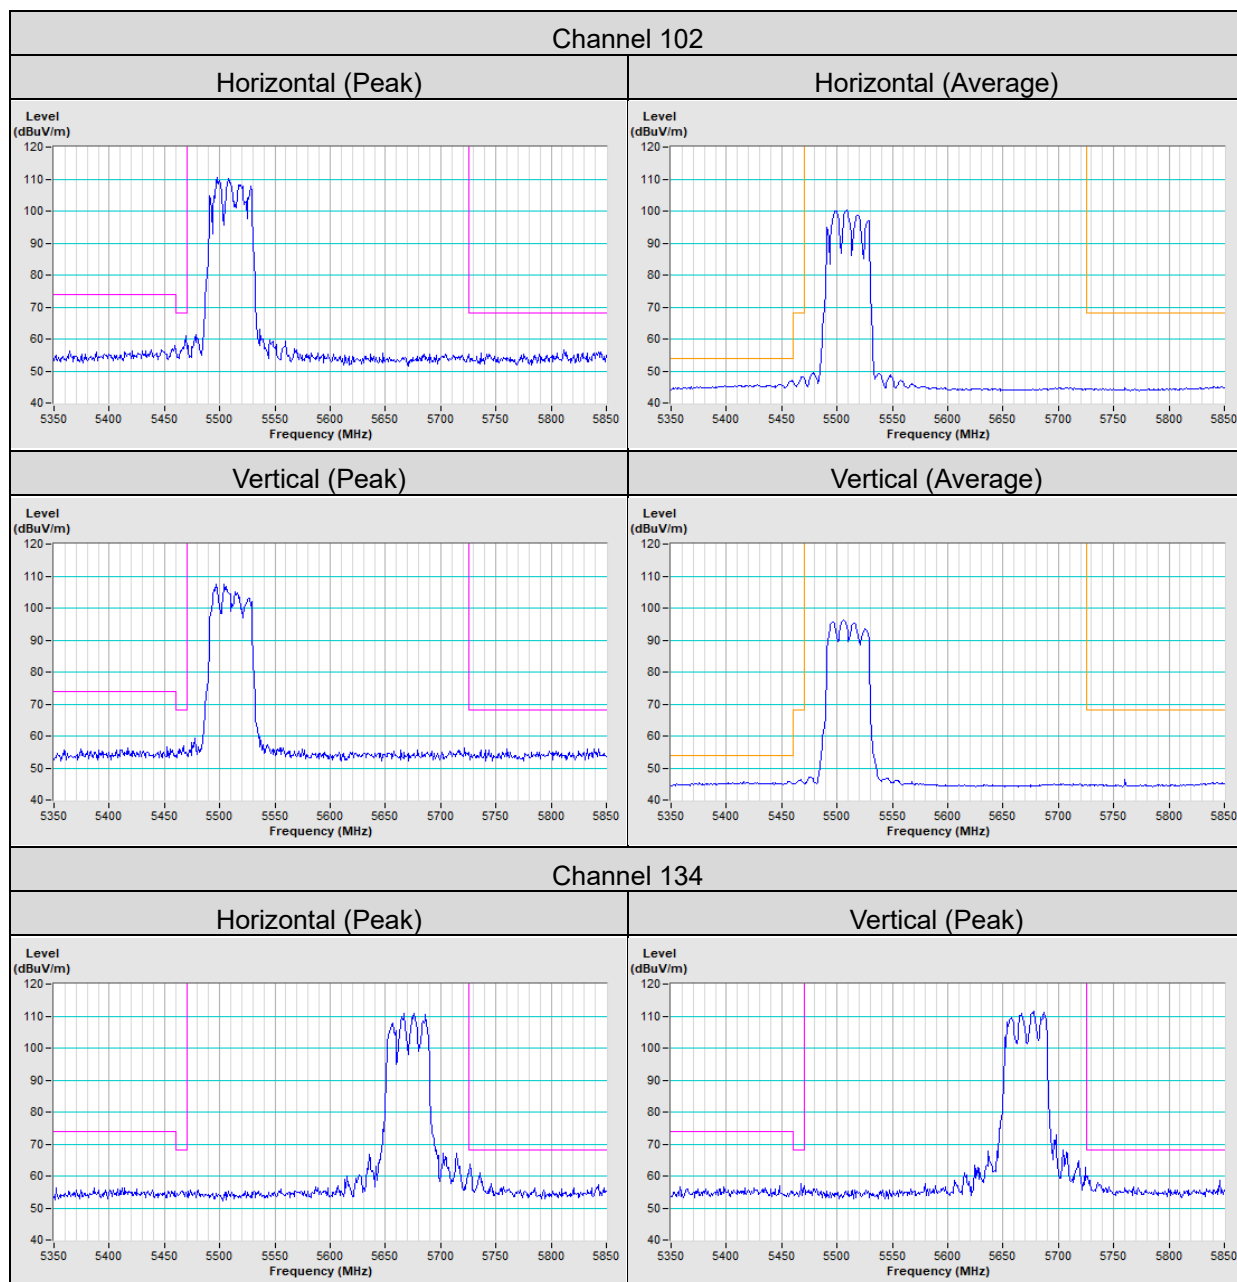 Channel 102
Horizontal (Peak) Horizontal (Average)
Level Level
(dBuV/m) (dBuV/m)
120 120
110 110
100 100
90 90
80 80
70 70
60 60
50 50
40 40
5350 5400 5450 5500 5550 5600 5650 5700 5750 5800 5850 5350 5400 5450 5500 5550 5600 5650 5700 5750 5800 5850
Frequency (MHz) Frequency (MHz)
Vertical (Peak) Vertical (Average)
Level Level
(dBuV/m) (dBuV/m)
120 120
110 110
100 100
90 90
80 80
70 70
60 60
50 50
40 40
5350 5400 5450 5500 5550 5600 5650 5700 5750 5800 5850 5350 5400 5450 5500 5550 5600 5650 5700 5750 5800 5850
Frequency (MHz) Frequency (MHz)
Channel 134
Horizontal (Peak) Vertical (Peak)
Level Level
(dBuV/m) (dBuV/m)
120 120
110 110
100 100
90 90
80 80
70 70
60 60
50 50
40 40
5350 5400 5450 5500 5550 5600 5650 5700 5750 5800 5850 5350 5400 5450 5500 5550 5600 5650 5700 5750 5800 5850
Frequency (MHz) Frequency (MHz)